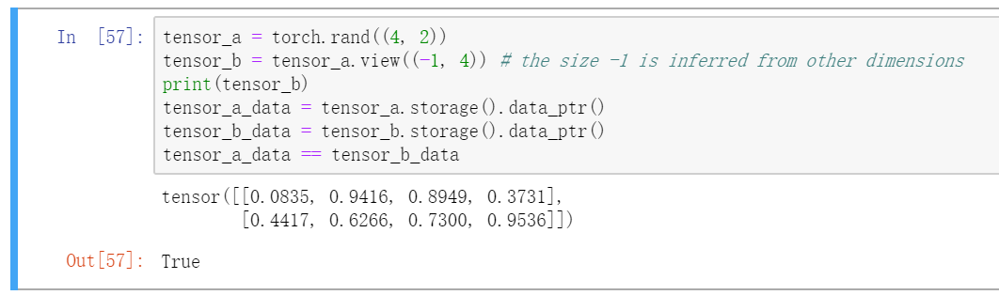 In [57]: tensor_a = torch.rand((4, 2))
tensor_b = tensor_a.view((-1, 4)) # the size -1 is inferred from other dimensions
print(tensor_b)
tensor_a_data = tensor_a.storage().data_ptr()
tensor_b_data = tensor_b.storage().data_ptr()
tensor_a_data == tensor_b_data
tensor([[0.0835, 0.9416, 0.8949, 0.3731],
[0.4417, 0.6266, 0.7300, 0.9536]])
Out[57]: True